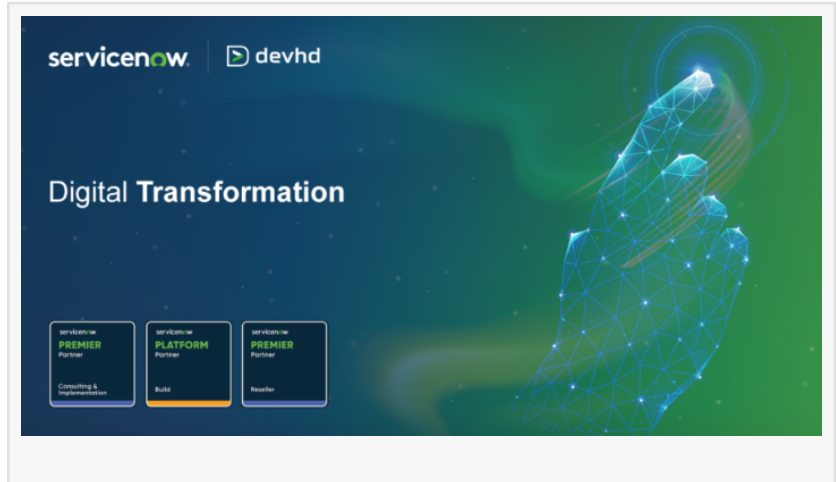 servicenow. devhd
Digital Transformation
servicenow
PREMIER
Partner
Consulting &
Implementation
servicenow
PLATFORM
Partner
Build
servicenow
PREMIER
Partner
Reseller